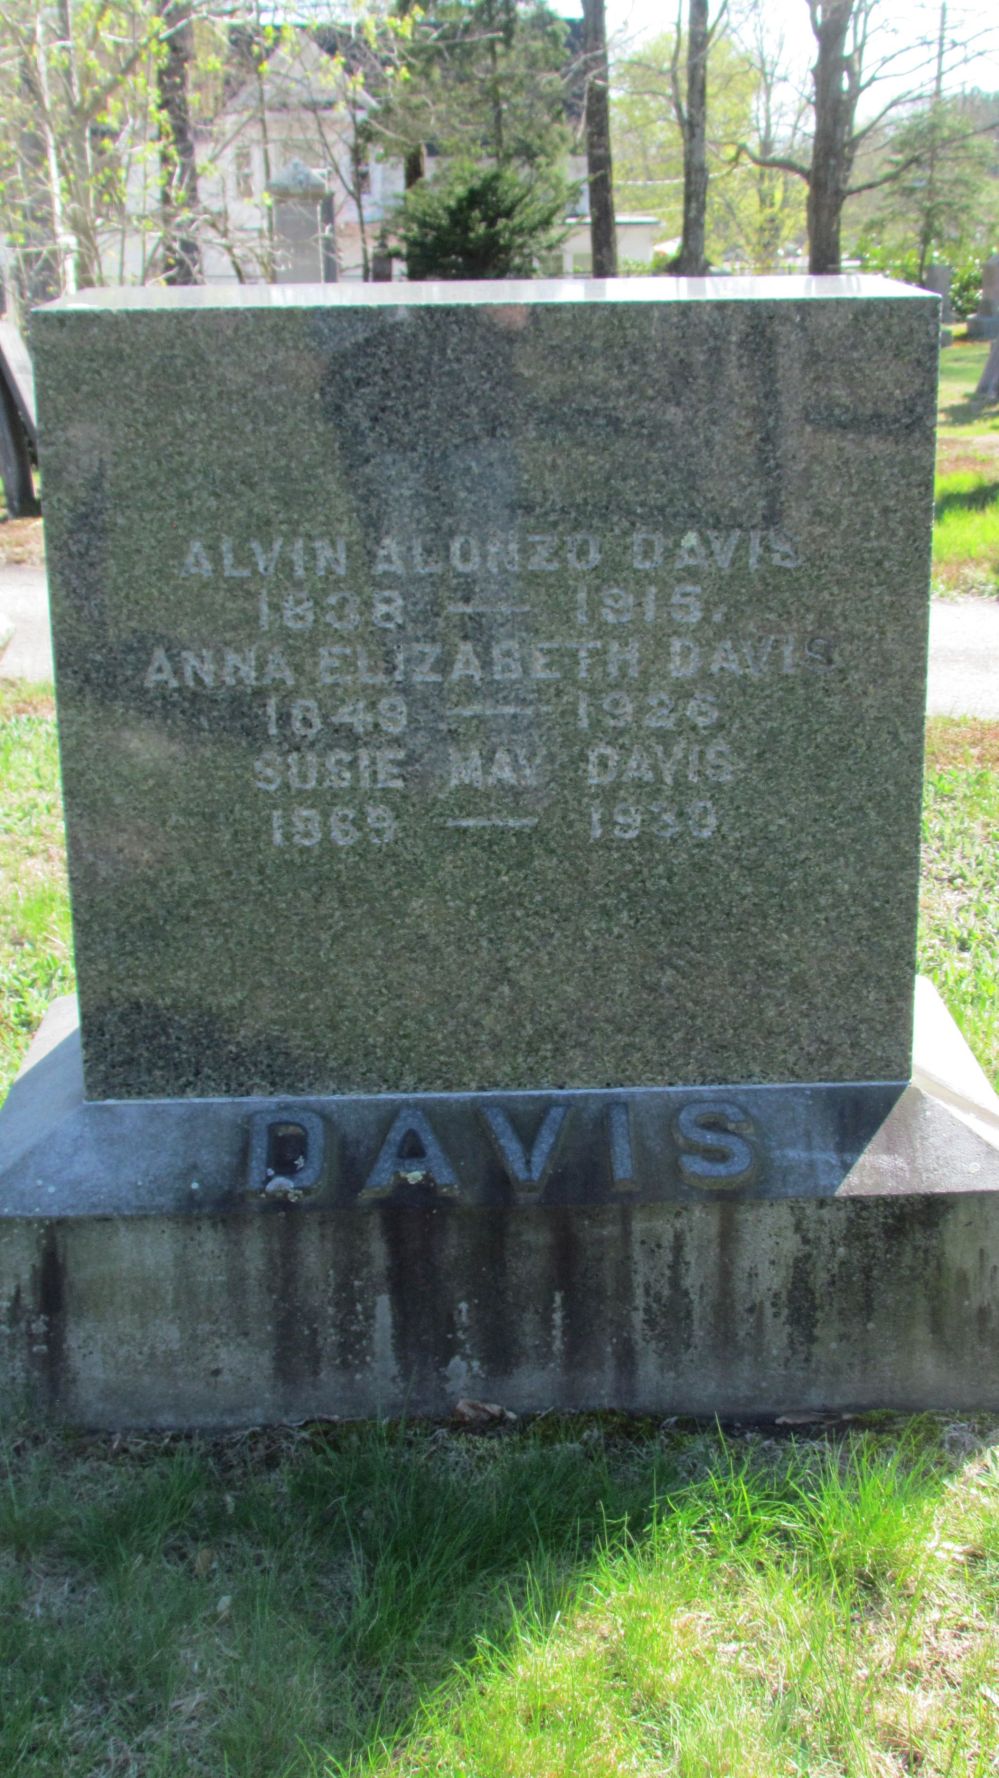 ALVIN ALONZO DAVIS
1838 — 1915.
ANNA ELIZABETH DAVIS
1849 — 1926
SUSIE MAY DAVIS
1869 — 1930
DAVIS